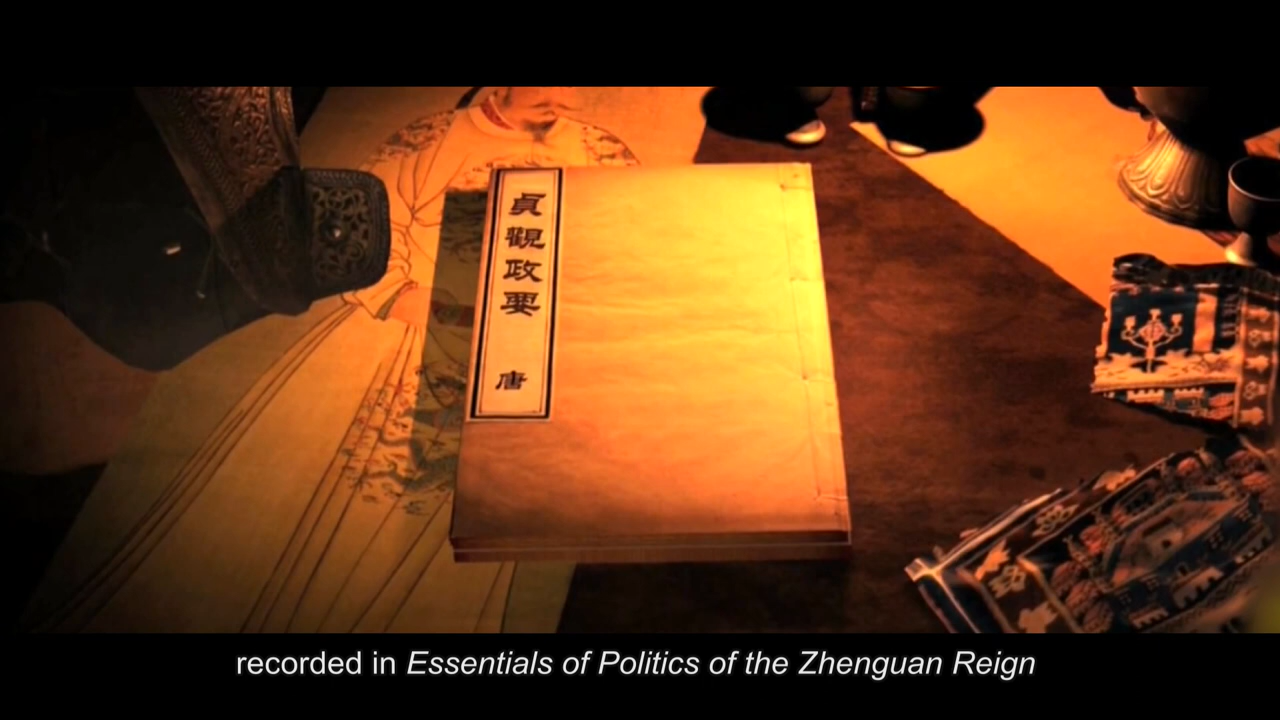 貞觀政要
唐
recorded in Essentials of Politics of the Zhenguan Reign